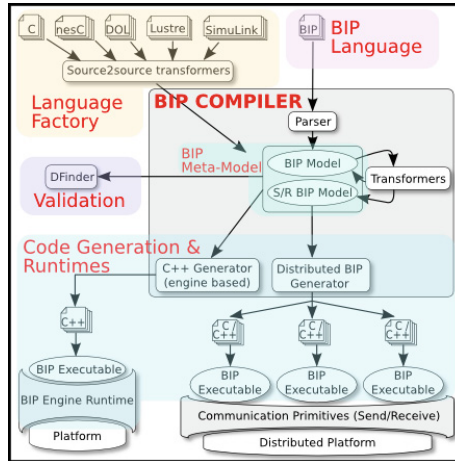 C
nesC
DOL
Lustre
SimuLink
BIP
BIP
Language
Source2source transformers
Language
Factory
BIP COMPILER
Parser
BIP
Meta-Model
BIP Model
S/R BIP Model
Transformers
DFinder
Validation
Code Generation &
Runtimes
C++ Generator
(engine based)
Distributed BIP
Generator
C /
C++
C /
C++
C /
C++
C /
C++
BIP Executable
BIP Engine Runtime
Platform
BIP
Executable
BIP
Executable
BIP
Executable
Communication Primitives (Send/Receive)
Distributed Platform